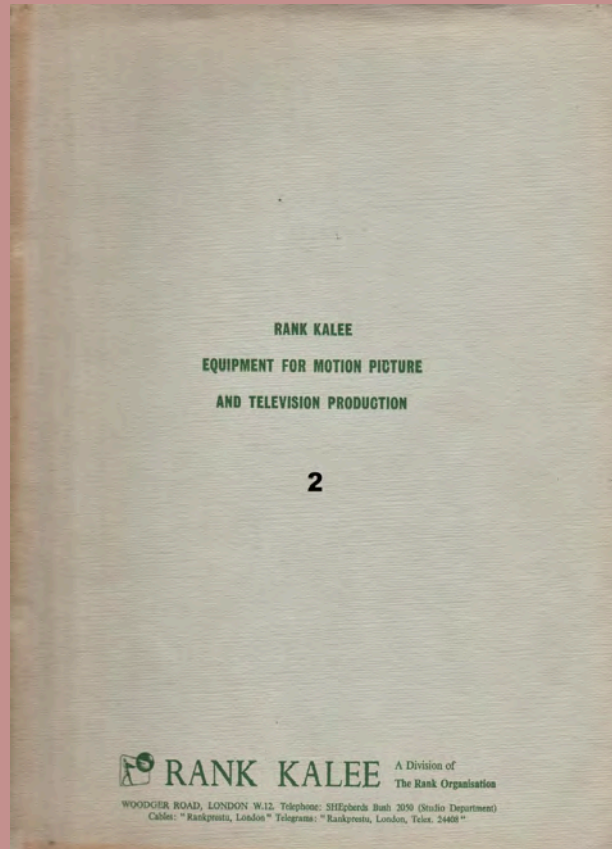 RANK KALEE
EQUIPMENT FOR MOTION PICTURE
AND TELEVISION PRODUCTION
2
RANK KALEE A Division of
The Rank Organisation
WOODGER ROAD, LONDON W.12. Telephone: SHEpherds Bush 2050 (Studio Department)
Cables: "Rankprestu, London" Telegrams: "Rankprestu, London, Telex. 24408"